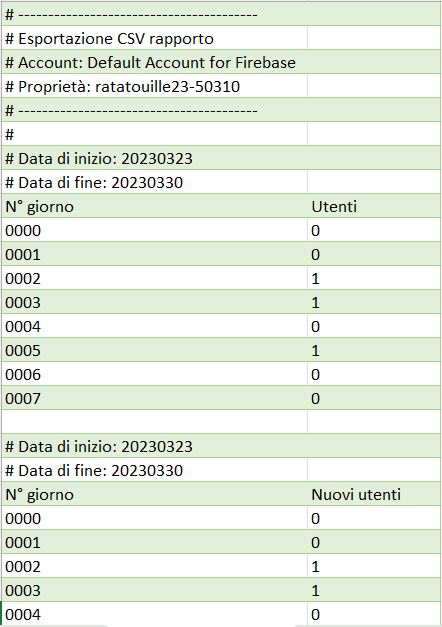 # ----------------------------------------
# Esportazione CSV rapporto
# Account: Default Account for Firebase
# Proprietà: ratatouille23-50310
# ----------------------------------------
#
# Data di inizio: 20230323
# Data di fine: 20230330
N° giorno Utenti
0000 0
0001 0
0002 1
0003 1
0004 0
0005 1
0006 0
0007 0
# Data di inizio: 20230323
# Data di fine: 20230330
N° giorno Nuovi utenti
0000 0
0001 0
0002 1
0003 1
0004 0